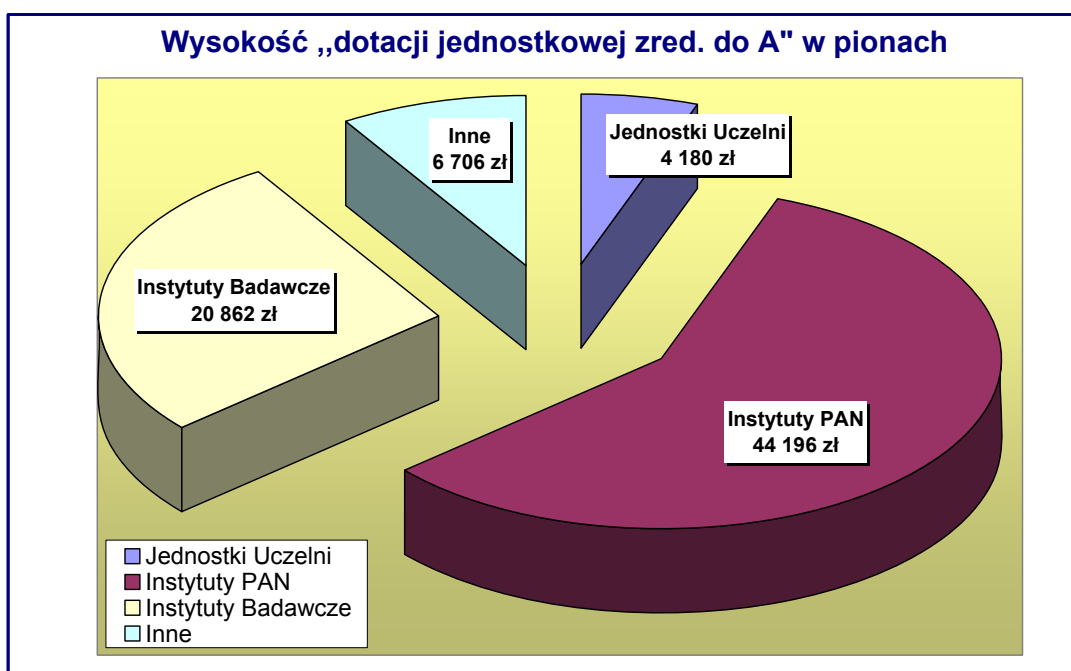 Wysokość ,,dotacji jednostkowej zred. do A" w pionach
Inne
6 706 zł
Jednostki Uczelni
4 180 zł
Instytuty Badawcze
20 862 zł
Instytuty PAN
44 196 zł
Jednostki Uczelni
Instytuty PAN
Instytuty Badawcze
Inne